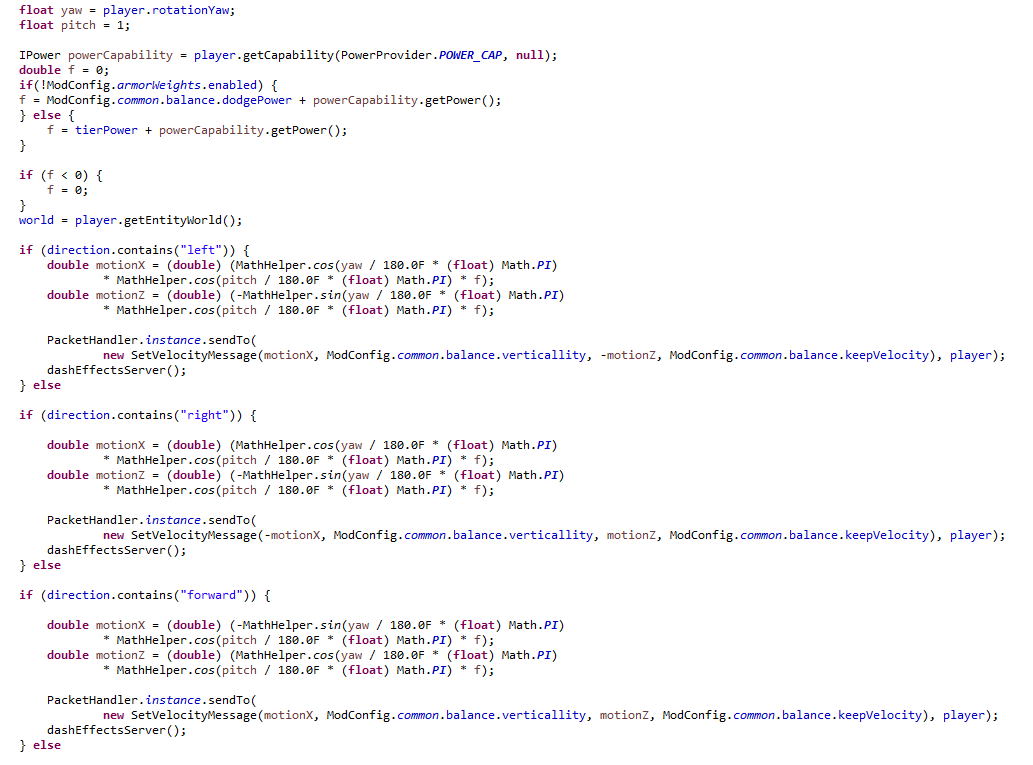 float yaw = player.rotationYaw;
float pitch = 1;
IPower powerCapability = player.getCapability(PowerProvider.POWER_CAP, null);
double f = 0;
if(!ModConfig.armorWeights.enabled) {
f = ModConfig.common.balance.dodgePower + powerCapability.getPower();
} else {
f = tierPower + powerCapability.getPower();
}
if (f < 0) {
f = 0;
}
world = player.getEntityWorld();
if (direction.contains("left")) {
double motionX = (double) (MathHelper.cos(yaw / 180.0F * (float) Math.PI)
* MathHelper.cos(pitch / 180.0F * (float) Math.PI) * f);
double motionZ = (double) (-MathHelper.sin(yaw / 180.0F * (float) Math.PI)
* MathHelper.cos(pitch / 180.0F * (float) Math.PI) * f);
PacketHandler.instance.sendTo(
new SetVelocityMessage(motionX, ModConfig.common.balance.verticallity, -motionZ, ModConfig.common.balance.keepVelocity), player);
dashEffectsServer();
} else
if (direction.contains("right")) {
double motionX = (double) (MathHelper.cos(yaw / 180.0F * (float) Math.PI)
* MathHelper.cos(pitch / 180.0F * (float) Math.PI) * f);
double motionZ = (double) (-MathHelper.sin(yaw / 180.0F * (float) Math.PI)
* MathHelper.cos(pitch / 180.0F * (float) Math.PI) * f);
PacketHandler.instance.sendTo(
new SetVelocityMessage(-motionX, ModConfig.common.balance.verticallity, motionZ, ModConfig.common.balance.keepVelocity), player);
dashEffectsServer();
} else
if (direction.contains("forward")) {
double motionX = (double) (-MathHelper.sin(yaw / 180.0F * (float) Math.PI)
* MathHelper.cos(pitch / 180.0F * (float) Math.PI) * f);
double motionZ = (double) (MathHelper.cos(yaw / 180.0F * (float) Math.PI)
* MathHelper.cos(pitch / 180.0F * (float) Math.PI) * f);
PacketHandler.instance.sendTo(
new SetVelocityMessage(motionX, ModConfig.common.balance.verticallity, motionZ, ModConfig.common.balance.keepVelocity), player);
dashEffectsServer();
} else